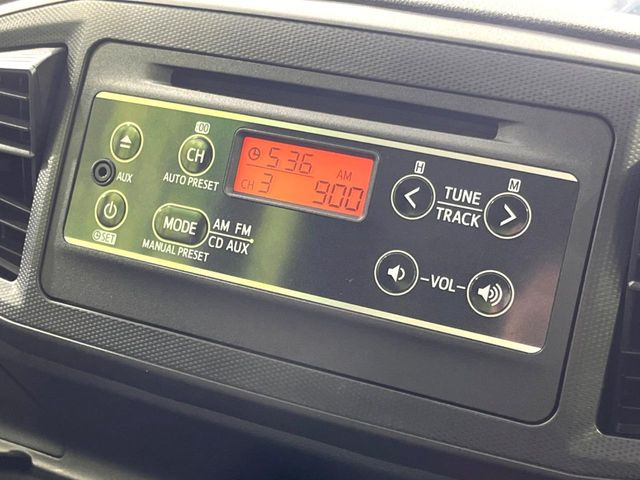 :00
CH
AUTO PRESET
AUX
SET
MODE
MANUAL PRESET
AM FM
CD AUX
5 36
AM
CH 3 900
H
M
TUNE
TRACK
VOL